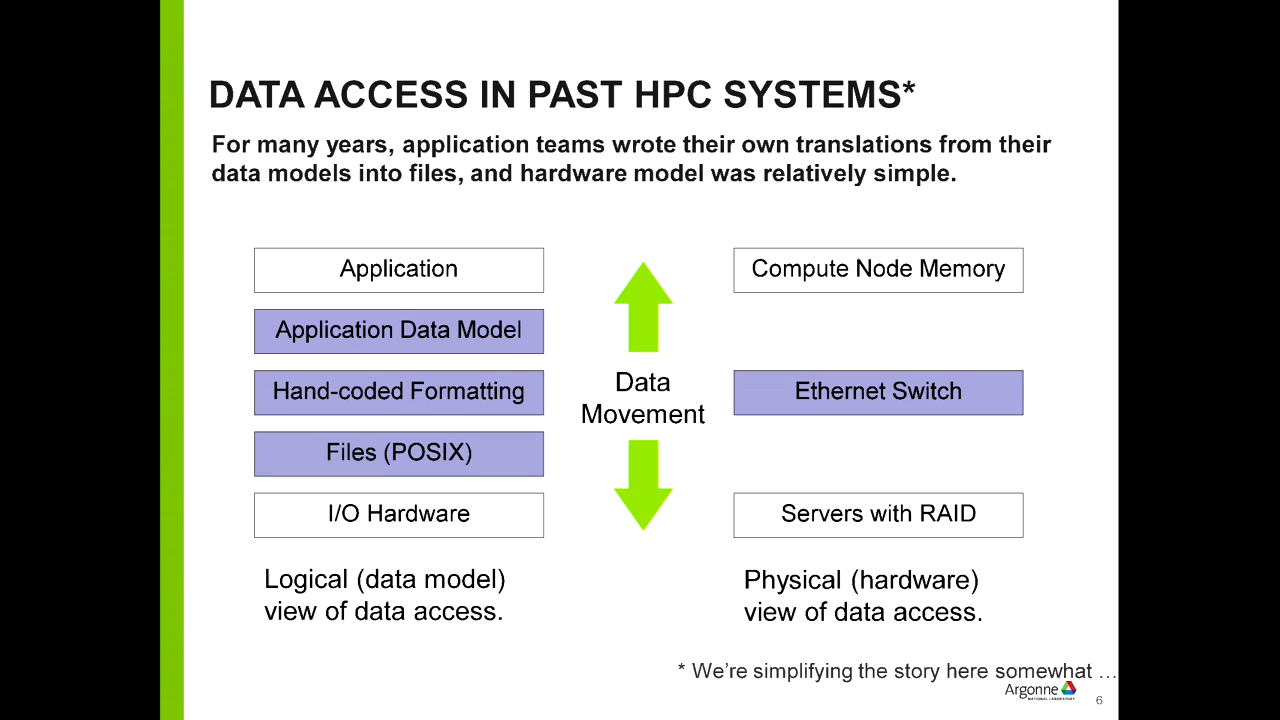 DATA ACCESS IN PAST HPC SYSTEMS*
For many years, application teams wrote their own translations from their
data models into files, and hardware model was relatively simple.
Application
Application Data Model
Hand-coded Formatting
Files (POSIX)
I/O Hardware
Logical (data model)
view of data access.
Data
Movement
Compute Node Memory
Ethernet Switch
Servers with RAID
Physical (hardware)
view of data access.
* We're simplifying the story here somewhat …
Argonne
NATIONAL LABORATORY
6